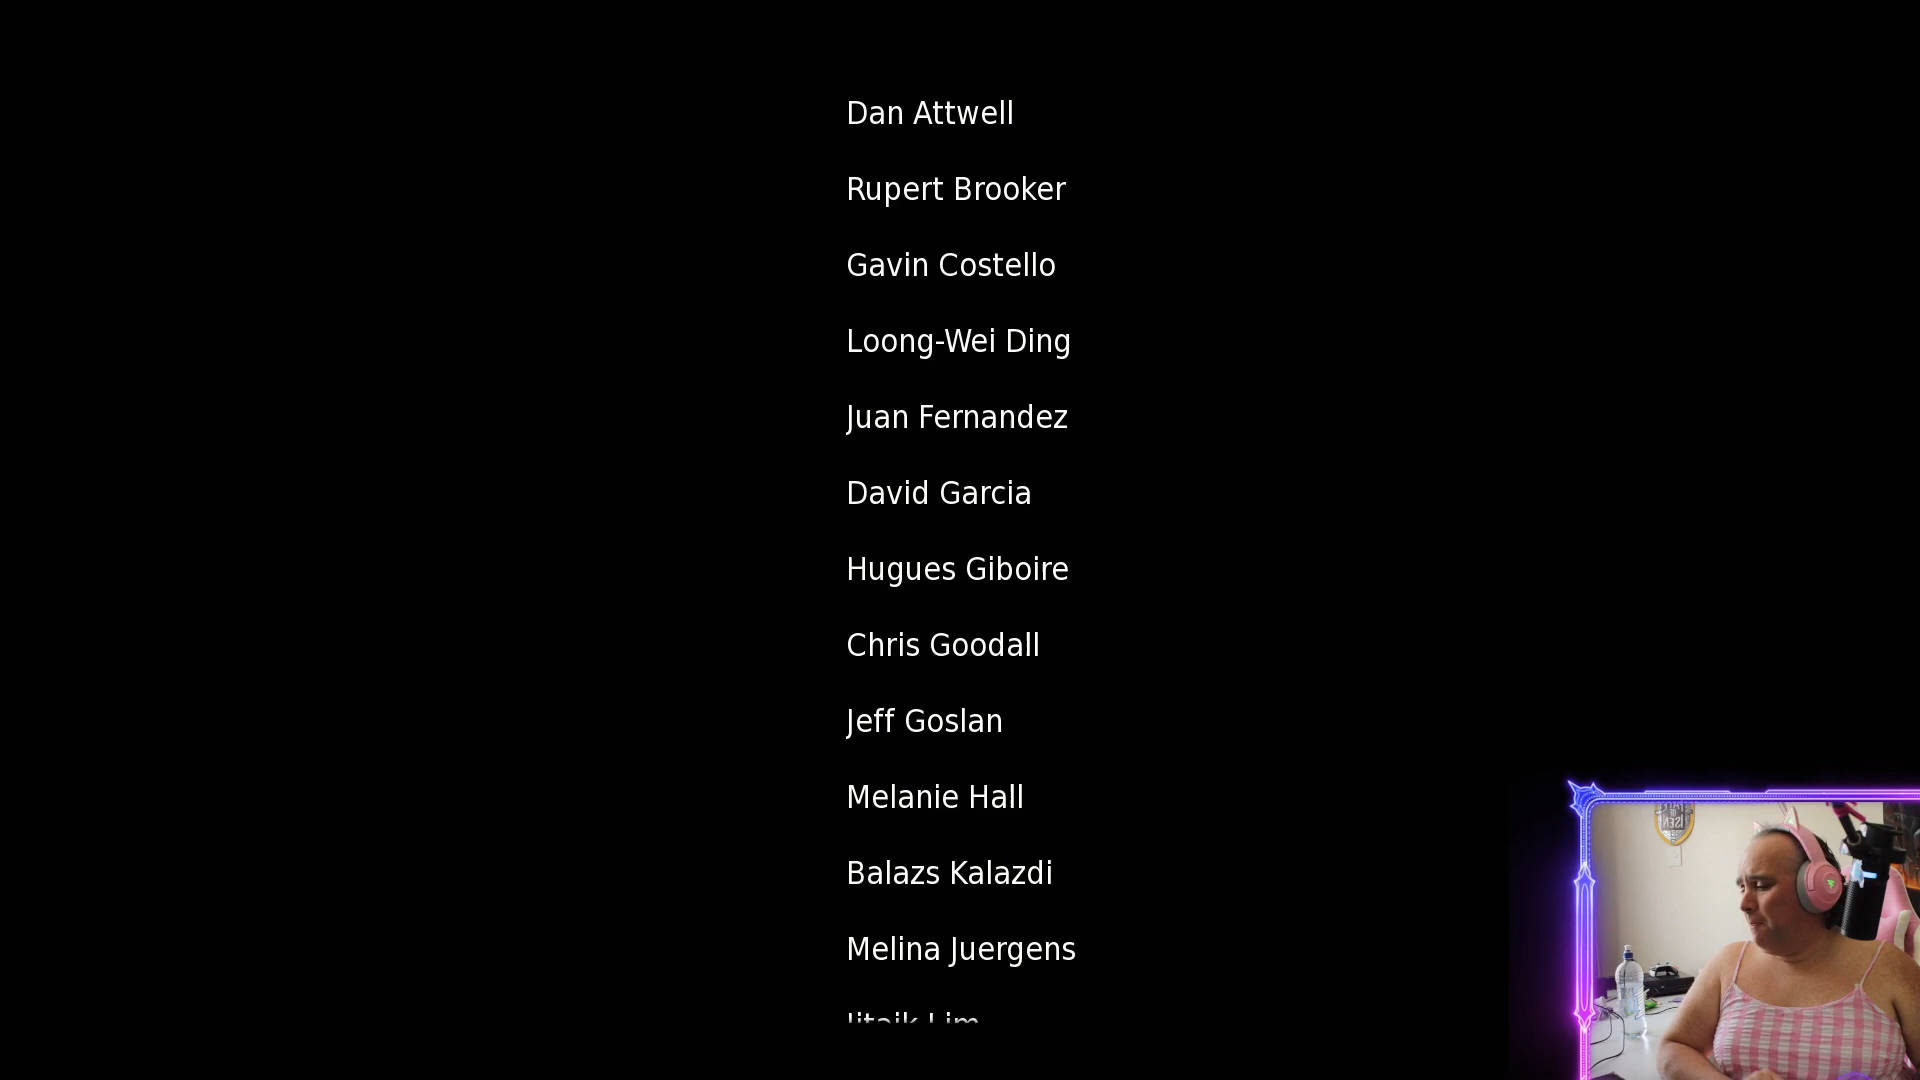 Dan Attwell
Rupert Brooker
Gavin Costello
Loong-Wei Ding
Juan Fernandez
David Garcia
Hugues Giboire
Chris Goodall
Jeff Goslan
Melanie Hall
Balazs Kalazdi
Melina Juergens